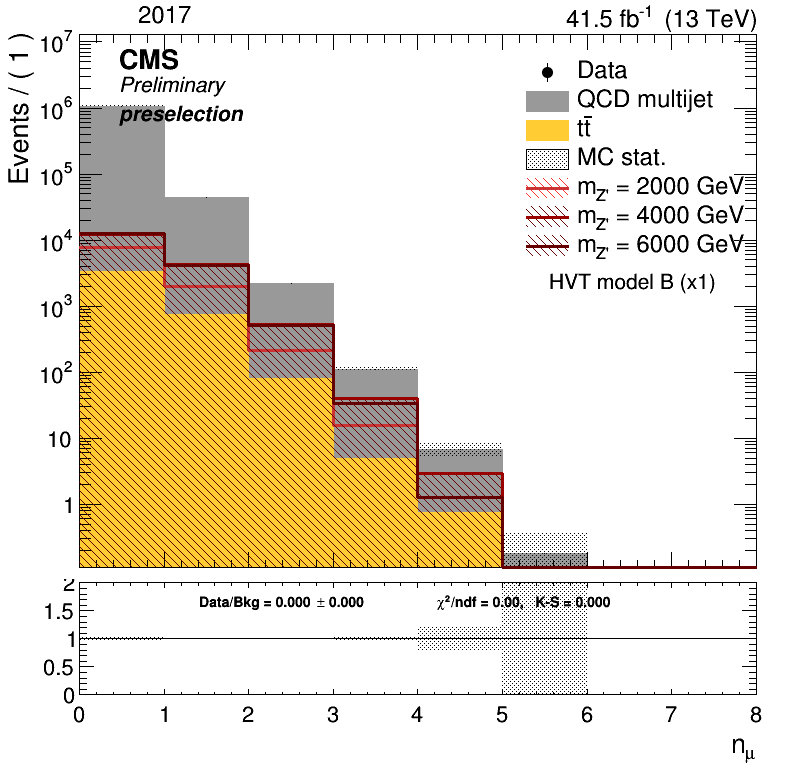 2017 41.5 fb⁻¹ (13 TeV)
CMS
Preliminary
preselection
Data
QCD multijet
tt̄
MC stat.
m_Z' = 2000 GeV
m_Z' = 4000 GeV
m_Z' = 6000 GeV
HVT model B (x1)
Events / ( 1 )
10⁷
10⁶
10⁵
10⁴
10³
10²
10
1
Data/Bkg = 0.000 ± 0.000 χ²/ndf = 0.00, K-S = 0.000
2
1.5
1
0.5
0
0 1 2 3 4 5 6 7 8
n_μ